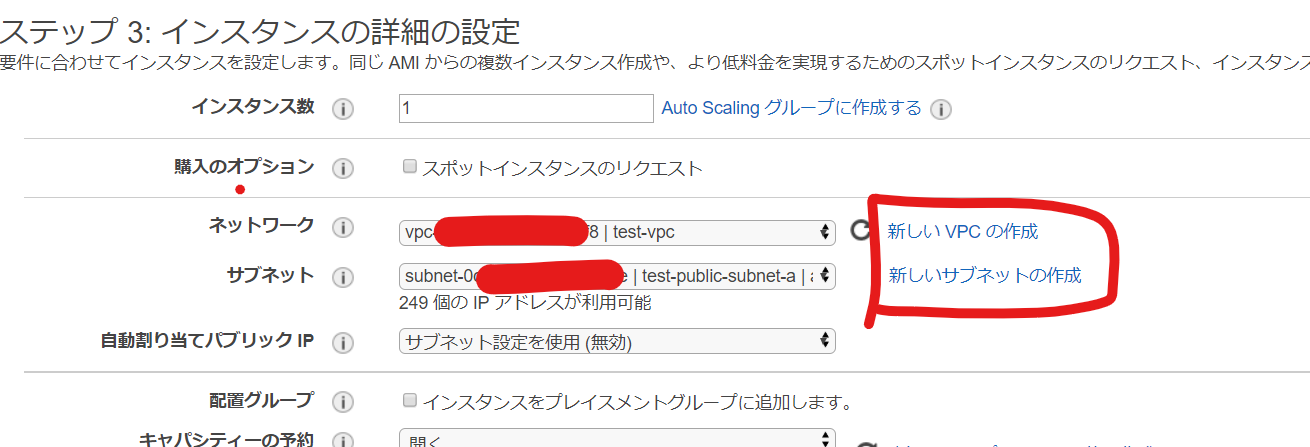 ステップ 3: インスタンスの詳細の設定
要件に合わせてインスタンスを設定します。同じ AMI からの複数インスタンス作成や、より低料金を実現するためのスポットインスタンスのリクエスト、インスタンス
インスタンス数 1 Auto Scaling グループに作成する
購入のオプション スポットインスタンスのリクエスト
ネットワーク vpc 8 | test-vpc 新しい VPC の作成
サブネット subnet-0 e | test-public-subnet-a | a 新しいサブネットの作成
249 個の IP アドレスが利用可能
自動割り当てパブリック IP サブネット設定を使用 (無効)
配置グループ インスタンスをプレイスメントグループに追加します。
キャパシティーの予約 開く